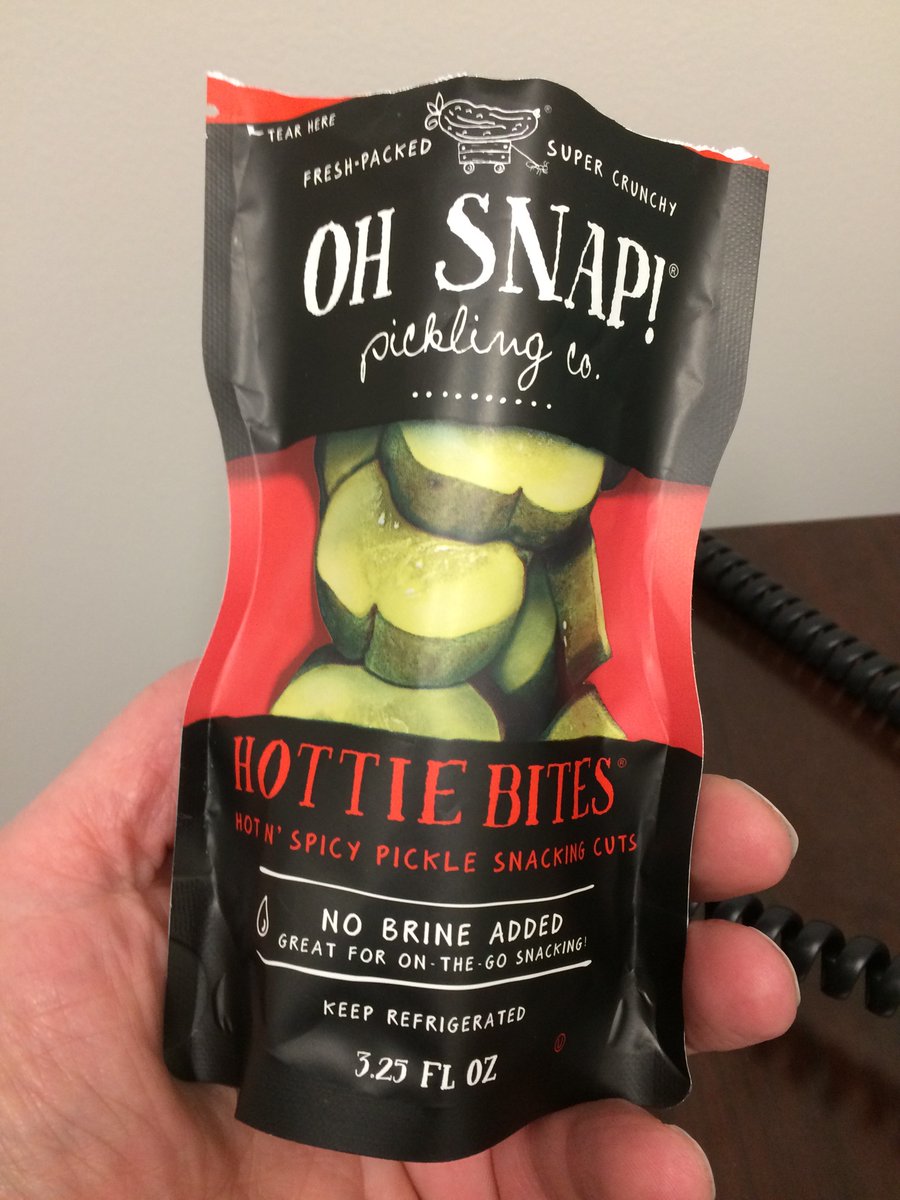 TEAR HERE
FRESH-PACKED
SUPER CRUNCHY
OH SNAP!®
pickling co.
HOTTIE BITES®
HOT N' SPICY PICKLE SNACKING CUTS
NO BRINE ADDED
GREAT FOR ON-THE-GO SNACKING!
KEEP REFRIGERATED
3.25 FL OZ